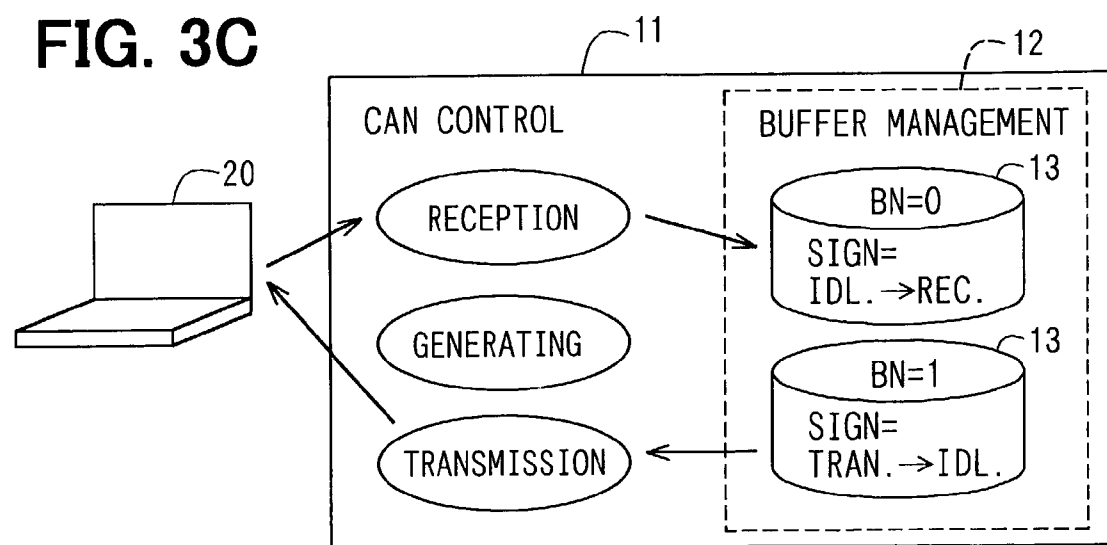 FIG. 3C
11
12
CAN CONTROL
BUFFER MANAGEMENT
20
13
RECEPTION
BN=0
SIGN=
IDL.→REC.
GENERATING
13
BN=1
SIGN=
TRAN.→IDL.
TRANSMISSION